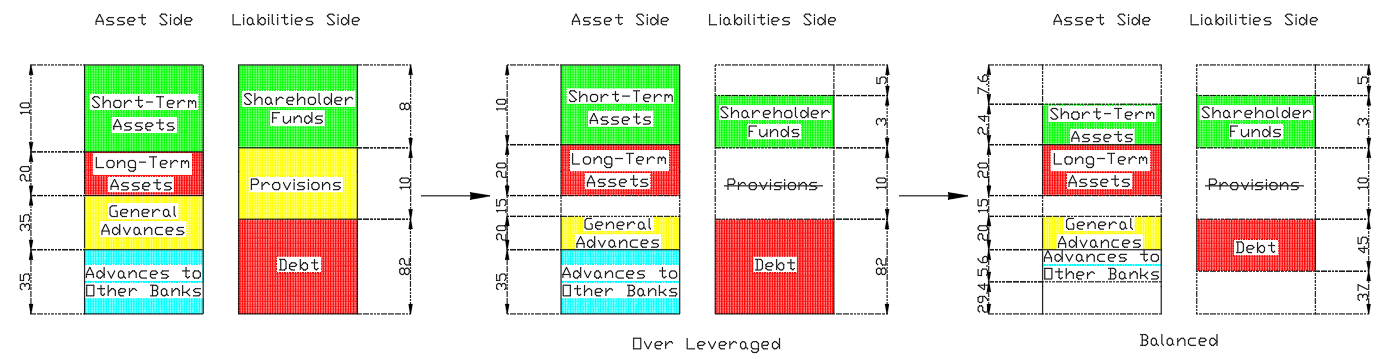 Asset Side
Liabilities Side
10
20
35
35
Short-Term
Assets
Long-Term
Assets
General
Advances
Advances to
Other Banks
Shareholder
Funds
Provisions
Debt
8
10
82
Asset Side
Liabilities Side
10
20
15
20
35
Short-Term
Assets
Long-Term
Assets
General
Advances
Advances to
Other Banks
Shareholder
Funds
Provisions
Debt
5
3
10
82
Over Leveraged
Asset Side
Liabilities Side
7.6
2.4
20
15
20
5.6
29.4
Short-Term
Assets
Long-Term
Assets
General
Advances
Advances to
Other Banks
Shareholder
Funds
Provisions
Debt
5
3
10
45
37
Balanced